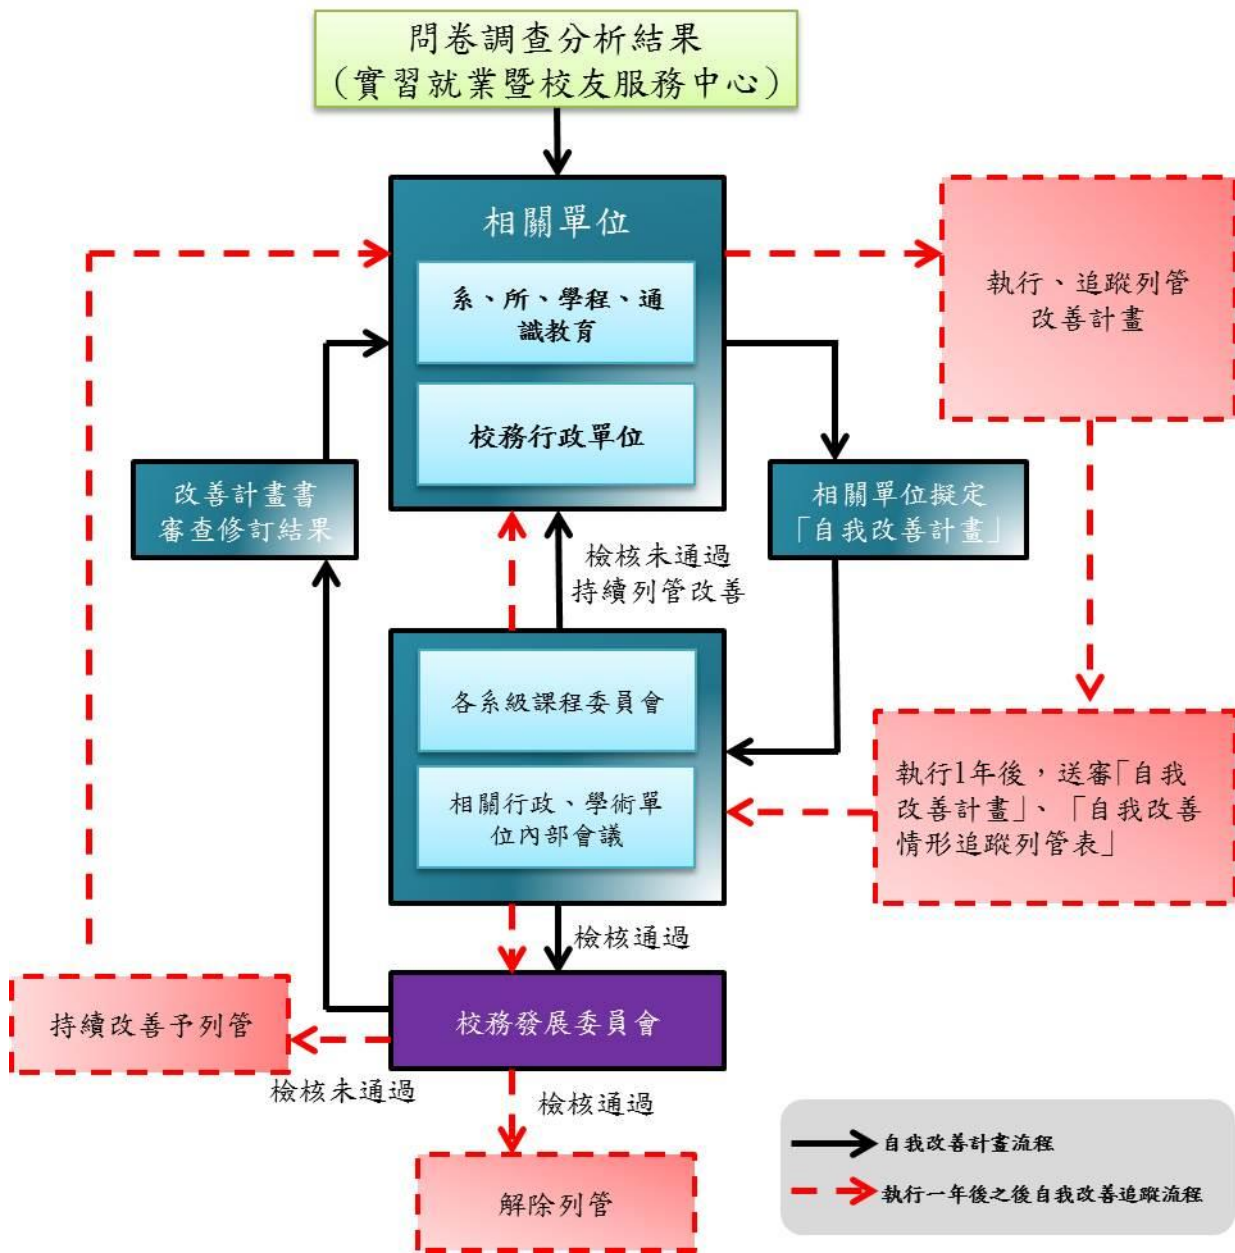 問卷調查分析結果
（實習就業暨校友服務中心）
相關單位
系、所、學程、通
識教育
校務行政單位
執行、追蹤列管
改善計畫
改善計畫書
審查修訂結果
相關單位擬定
「自我改善計畫」
檢核未通過
持續列管改善
各系級課程委員會
相關行政、學術單
位內部會議
執行1年後，送審「自我
改善計畫」、「自我改善
情形追蹤列管表」
檢核通過
校務發展委員會
持續改善予列管
檢核未通過
檢核通過
解除列管
自我改善計畫流程
執行一年後之後自我改善追蹤流程